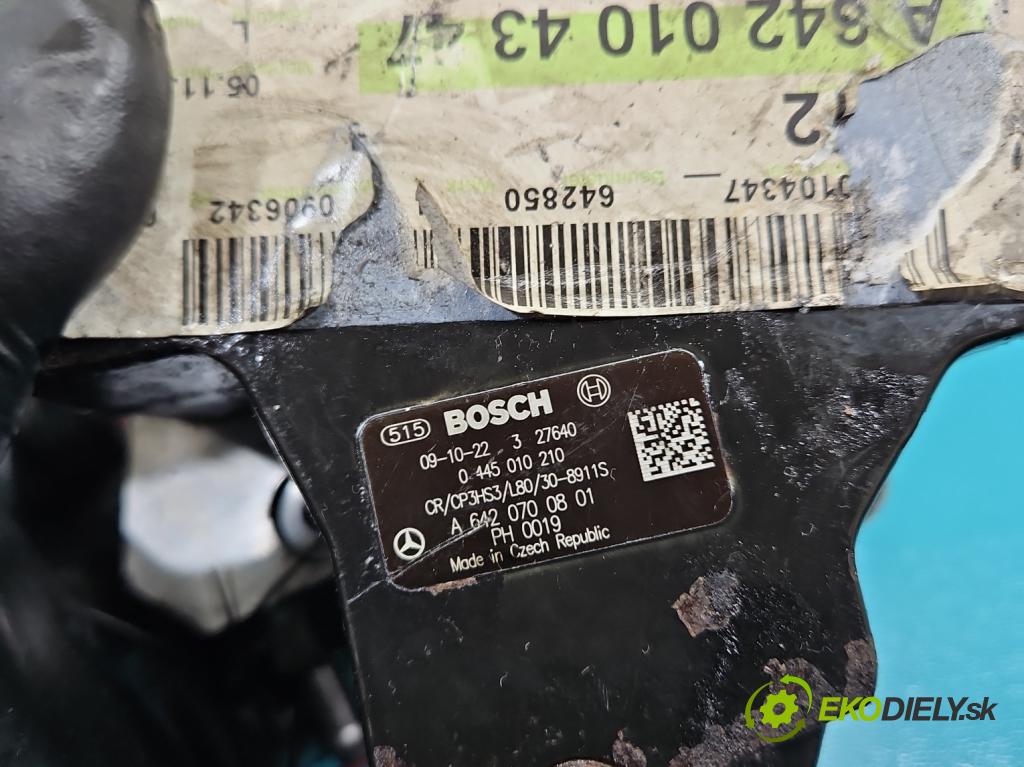 A 642 010 43 47
L
05.11.
12
0104347
642850
0906342
515 BOSCH
09-10-22 3 27640
0 445 010 210
CR/CP3HS3/L80/30-8911S
A 642 070 08 01
PH 0019
Made in Czech Republic
EKODIELY.sk